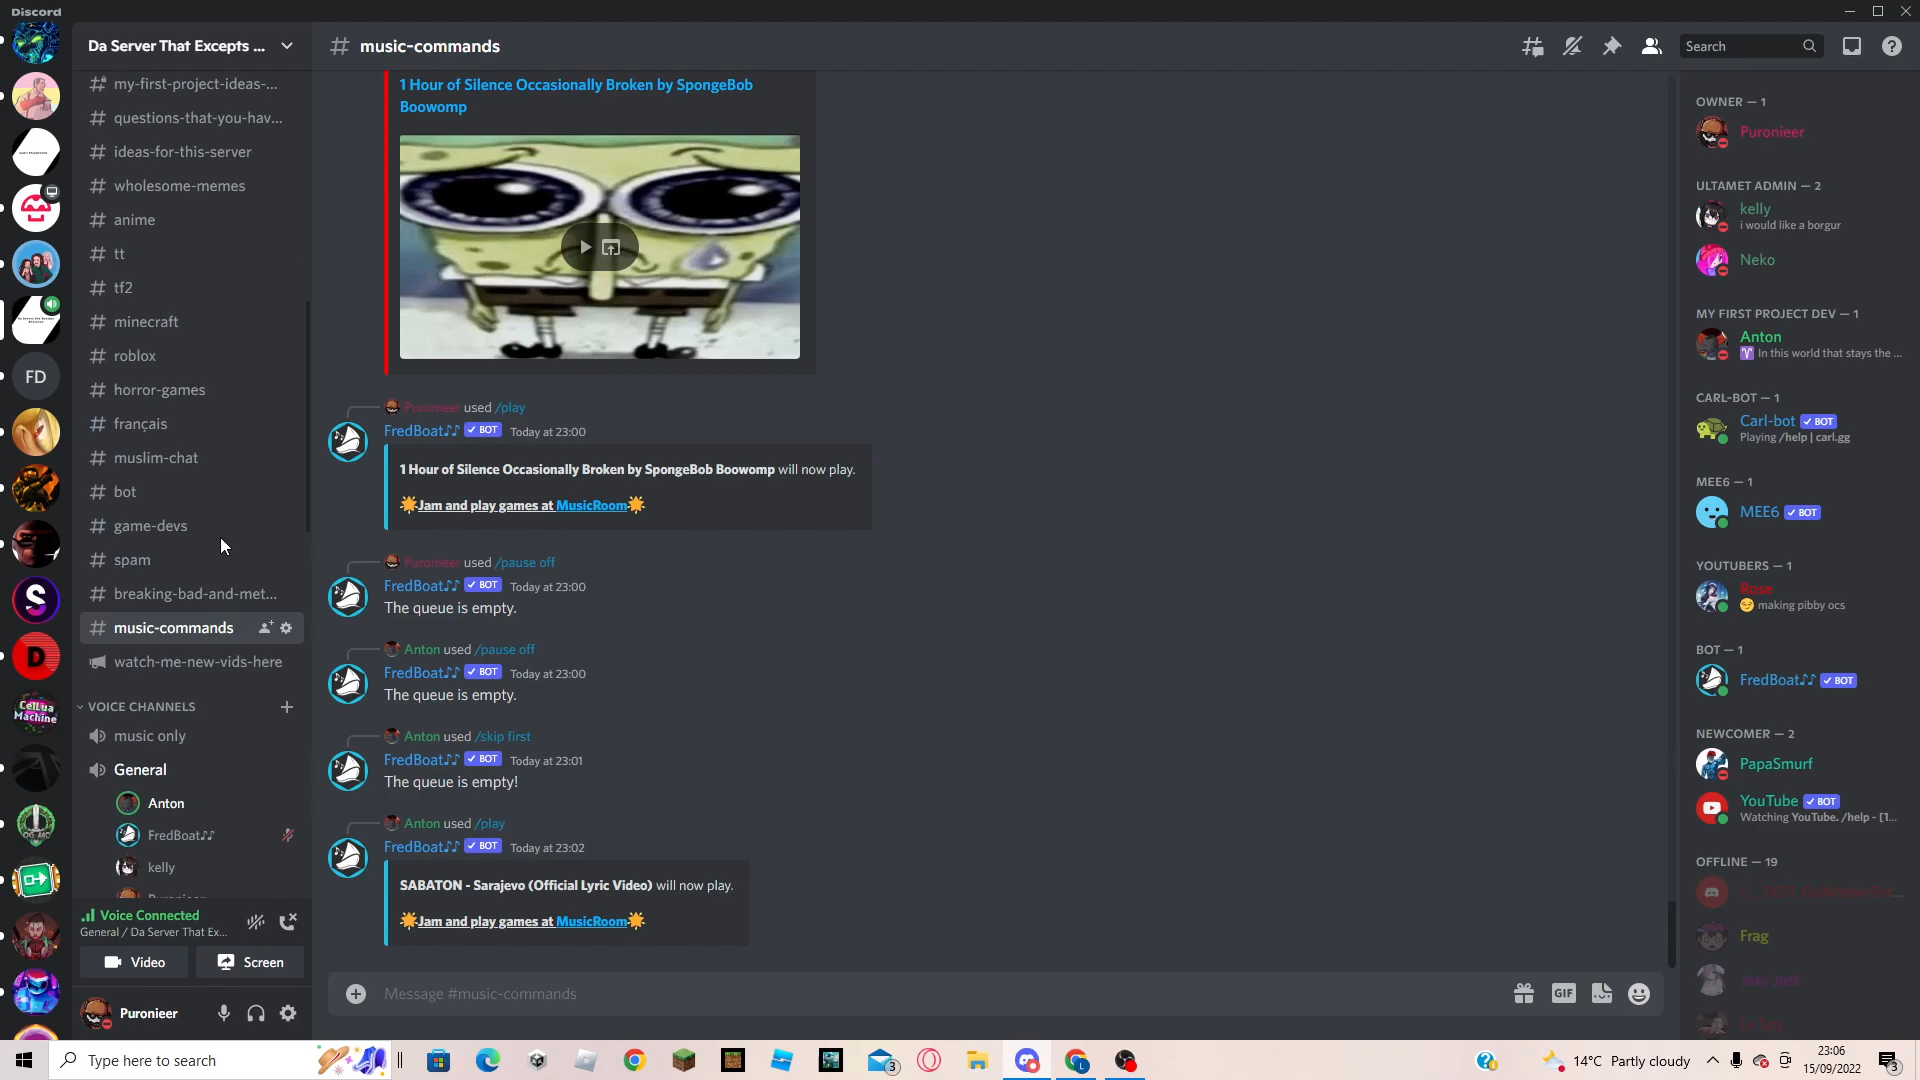 Discord
Da Server That Excepts ...
music-commands
Search
my-first-project-ideas-...
questions-that-you-hav...
ideas-for-this-server
wholesome-memes
anime
tt
tf2
minecraft
roblox
horror-games
français
muslim-chat
bot
game-devs
spam
breaking-bad-and-met...
music-commands
watch-me-new-vids-here
VOICE CHANNELS
music only
General
Anton
FredBoat♪♪
kelly
Puronieer
Voice Connected
General / Da Server That Ex...
Video
Screen
Puronieer
FD
CelLua
Machine
1 Hour of Silence Occasionally Broken by SpongeBob
Boowomp
Puronieer used /play
FredBoat♪♪ ✓ BOT Today at 23:00
1 Hour of Silence Occasionally Broken by SpongeBob Boowomp will now play.
🌟Jam and play games at MusicRoom🌟
Puronieer used /pause off
FredBoat♪♪ ✓ BOT Today at 23:00
The queue is empty.
Anton used /pause off
FredBoat♪♪ ✓ BOT Today at 23:00
The queue is empty.
Anton used /skip first
FredBoat♪♪ ✓ BOT Today at 23:01
The queue is empty!
Anton used /play
FredBoat♪♪ ✓ BOT Today at 23:02
SABATON - Sarajevo (Official Lyric Video) will now play.
🌟Jam and play games at MusicRoom🌟
Message #music-commands
GIF
OWNER — 1
Puronieer
ULTAMET ADMIN — 2
kelly
i would like a borgur
Neko
MY FIRST PROJECT DEV — 1
Anton
♈ In this world that stays the ...
CARL-BOT — 1
Carl-bot ✓ BOT
Playing /help | carl.gg
MEE6 — 1
MEE6 ✓ BOT
YOUTUBERS — 1
Rose
😏 making pibby ocs
BOT — 1
FredBoat♪♪ ✓ BOT
NEWCOMER — 2
PapaSmurf
YouTube ✓ BOT
Watching YouTube. /help - [1...
OFFLINE — 19
Frag
Type here to search
3
14°C Partly cloudy
23:06
15/09/2022
3